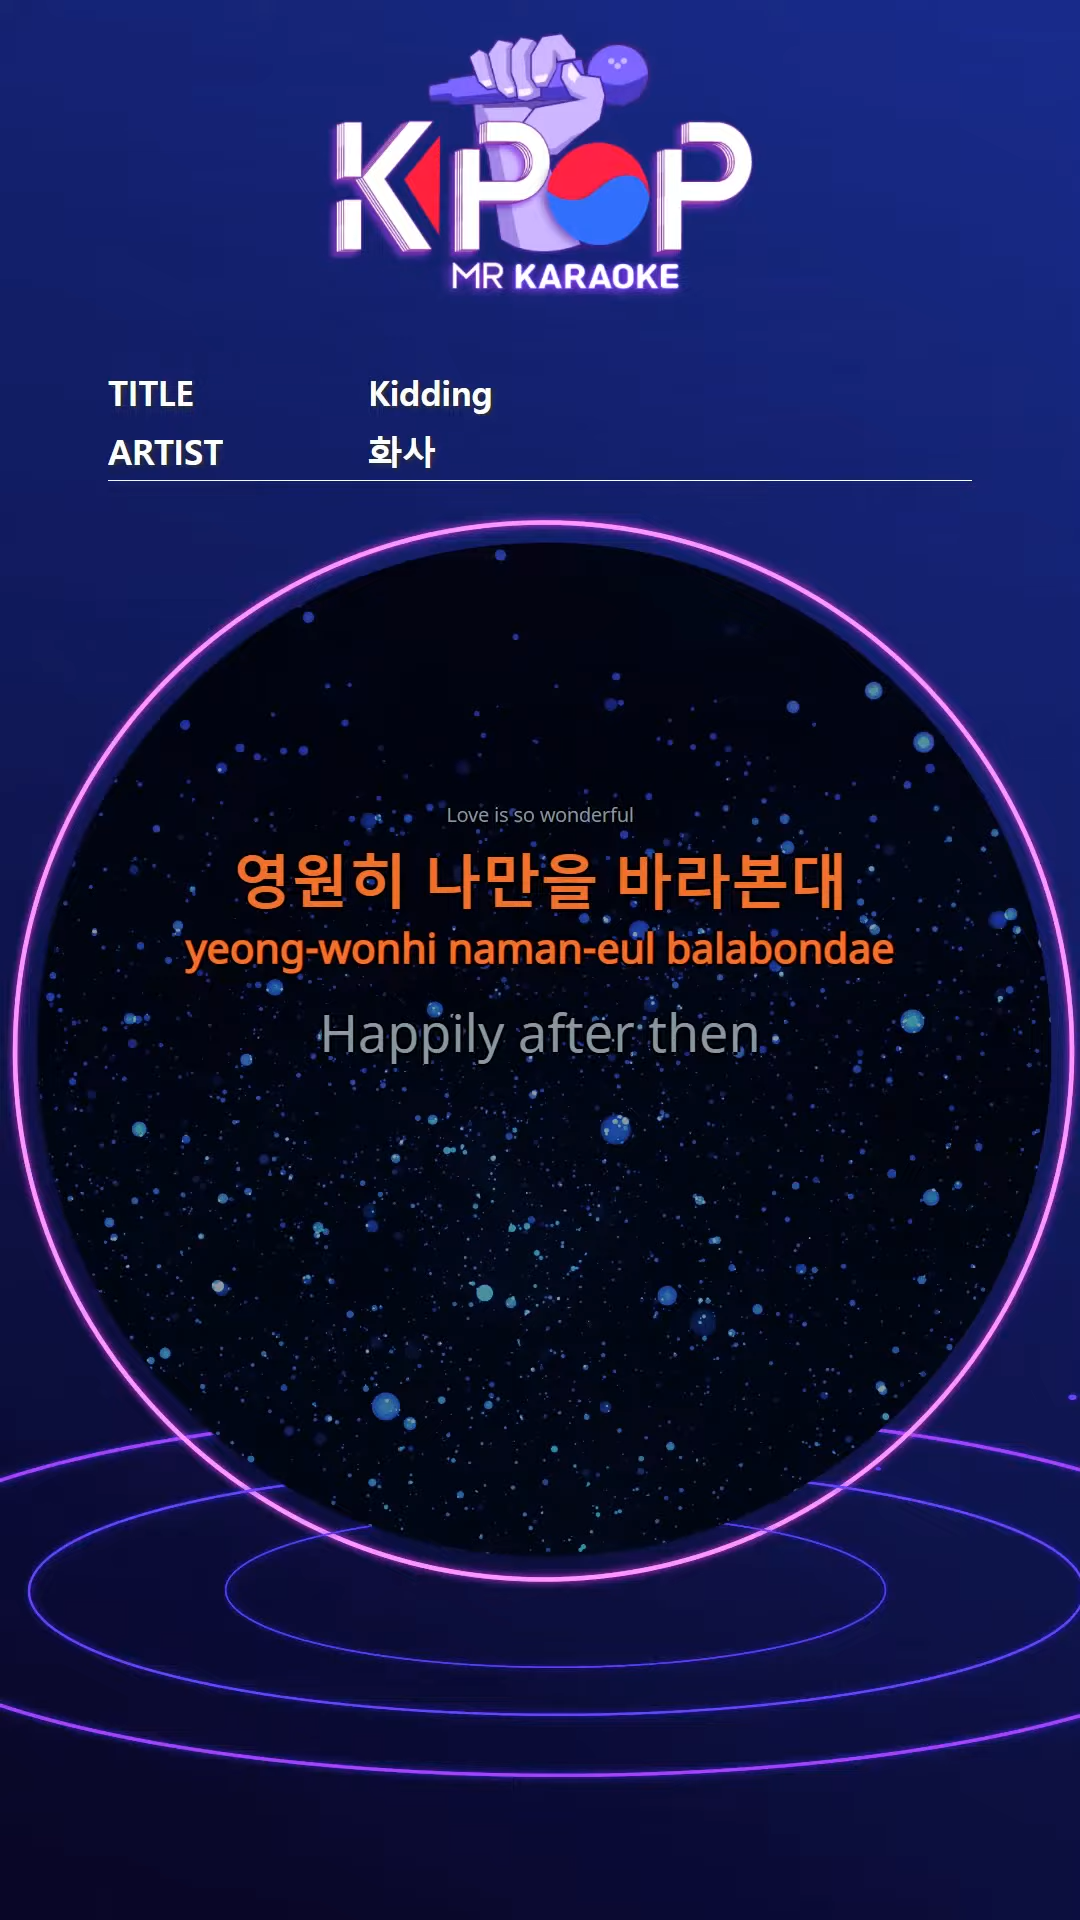 KPOP
MR KARAOKE
TITLE Kidding
ARTIST 화사
Love is so wonderful
영원히 나만을 바라본대
yeong-wonhi naman-eul balabondae
Happily after then